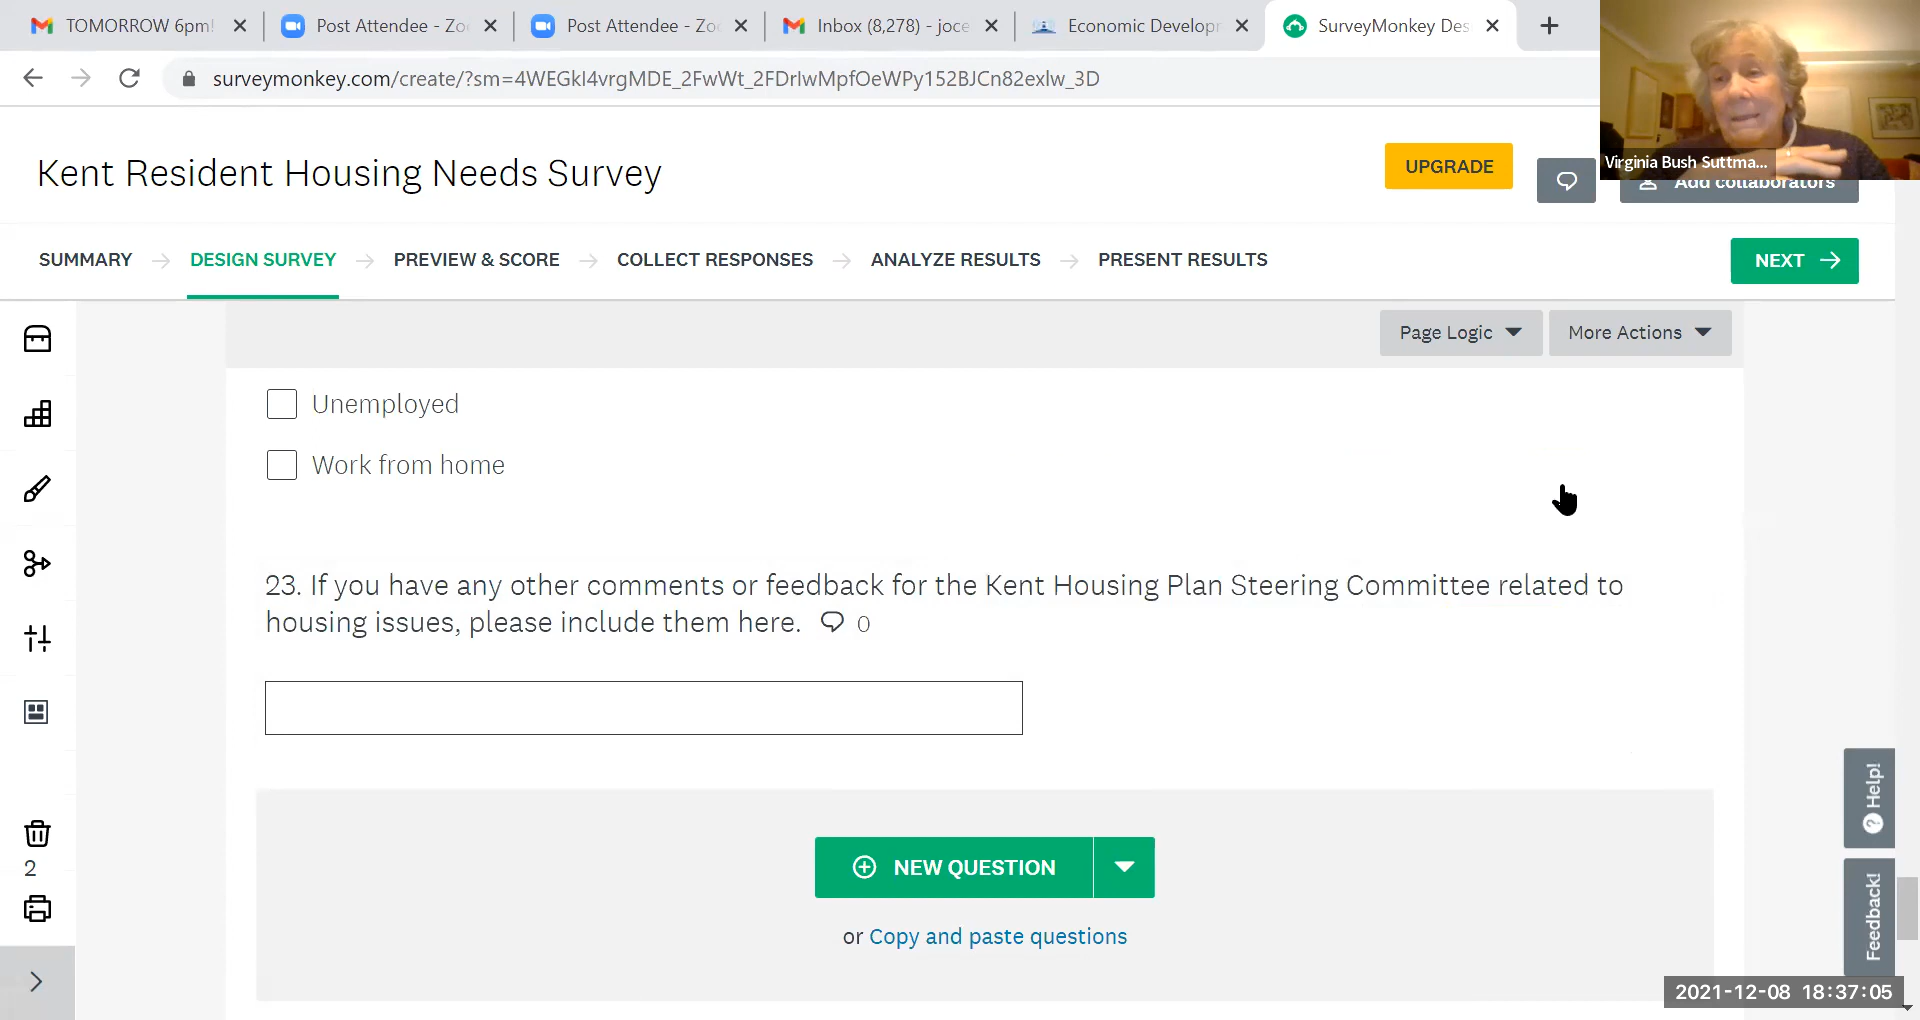 TOMORROW 6pm!
Post Attendee - Zo
Post Attendee - Zo
Inbox (8,278) - joce
Economic Develop
SurveyMonkey Des
surveymonkey.com/create/?sm=4WEGkI4vrgMDE_2FwWt_2FDrIwMpfOeWPy152BJCn82exlw_3D
Kent Resident Housing Needs Survey
UPGRADE
Virginia Bush Suttma...
Add collaborators
SUMMARY
DESIGN SURVEY
PREVIEW & SCORE
COLLECT RESPONSES
ANALYZE RESULTS
PRESENT RESULTS
NEXT
Page Logic
More Actions
Unemployed
Work from home
23. If you have any other comments or feedback for the Kent Housing Plan Steering Committee related to
housing issues, please include them here. 0
NEW QUESTION
or Copy and paste questions
2
Help!
Feedback!
2021-12-08 18:37:05